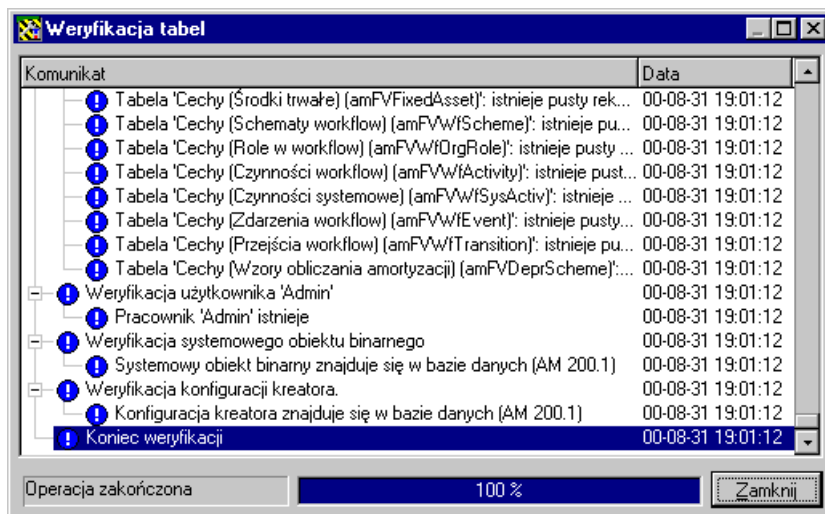 Weryfikacja tabel
Komunikat Data
Tabela 'Cechy (Środki trwałe) (amFVFixedAsset)': istnieje pusty rek... 00-08-31 19:01:12
Tabela 'Cechy (Schematy workflow) (amFVWfScheme)': istnieje pu... 00-08-31 19:01:12
Tabela 'Cechy (Role w workflow) (amFVWfOrgRole)': istnieje pusty ... 00-08-31 19:01:12
Tabela 'Cechy (Czynności workflow) (amFVWfActivity)': istnieje pust... 00-08-31 19:01:12
Tabela 'Cechy (Czynności systemowe) (amFVWfSysActiv): istnieje ... 00-08-31 19:01:12
Tabela 'Cechy (Zdarzenia workflow) (amFVWfEvent)': istnieje pusty... 00-08-31 19:01:12
Tabela 'Cechy (Przejścia workflow) (amFVWfTransition)': istnieje pu... 00-08-31 19:01:12
Tabela 'Cechy (Wzory obliczania amortyzacji) (amFVDeprScheme)':... 00-08-31 19:01:12
Weryfikacja użytkownika 'Admin' 00-08-31 19:01:12
Pracownik 'Admin' istnieje 00-08-31 19:01:12
Weryfikacja systemowego obiektu binarnego 00-08-31 19:01:12
Systemowy obiekt binarny znajduje się w bazie danych (AM 200.1) 00-08-31 19:01:12
Weryfikacja konfiguracji kreatora. 00-08-31 19:01:12
Konfiguracja kreatora znajduje się w bazie danych (AM 200.1) 00-08-31 19:01:12
Koniec weryfikacji 00-08-31 19:01:12
Operacja zakończona 100 % Zamknij